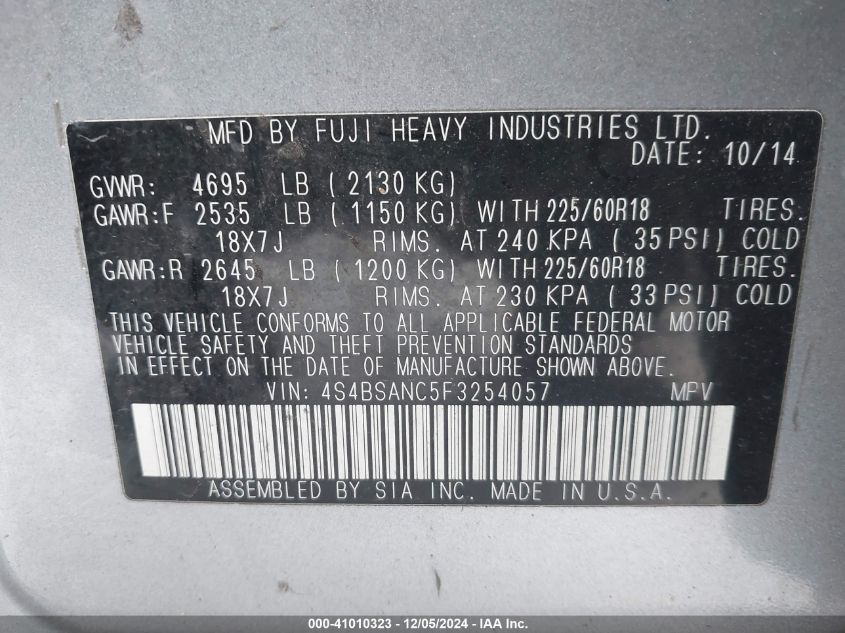 MFD BY FUJI HEAVY INDUSTRIES LTD.
DATE: 10/14
GVWR: 4695 LB ( 2130 KG)
GAWR:F 2535 LB ( 1150 KG) WITH 225/60R18 TIRES.
18X7J RIMS. AT 240 KPA ( 35 PSI) COLD
GAWR:R 2645 LB ( 1200 KG) WITH 225/60R18 TIRES.
18X7J RIMS. AT 230 KPA ( 33 PSI) COLD
THIS VEHICLE CONFORMS TO ALL APPLICABLE FEDERAL MOTOR
VEHICLE SAFETY AND THEFT PREVENTION STANDARDS
IN EFFECT ON THE DATE OF MANUFACTURE SHOWN ABOVE.
VIN: 4S4BSANC5F3254057 MPV
ASSEMBLED BY SIA INC. MADE IN U.S.A.
000-41010323 - 12/05/2024 - IAA Inc.